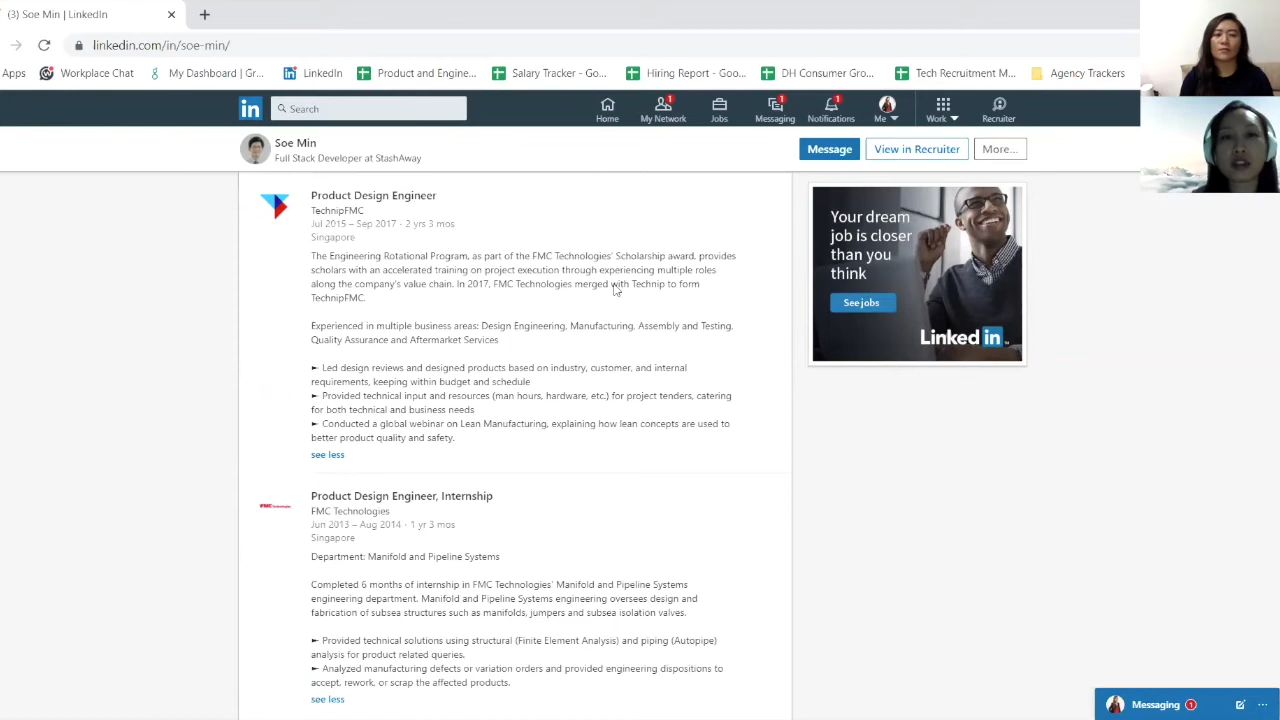 (3) Soe Min | LinkedIn
linkedin.com/in/soe-min/
Apps Workplace Chat My Dashboard | Gr... LinkedIn Product and Engine... Salary Tracker - Go... Hiring Report - Goo... DH Consumer Gro... Tech Recruitment M... Agency Trackers
in Search Home My Network 1 Jobs Messaging 1 Notifications 1 Me Work Recruiter
Soe Min
Full Stack Developer at StashAway
Message View in Recruiter More...
Product Design Engineer
TechnipFMC
Jul 2015 – Sep 2017 · 2 yrs 3 mos
Singapore
The Engineering Rotational Program, as part of the FMC Technologies' Scholarship award, provides
scholars with an accelerated training on project execution through experiencing multiple roles
along the company's value chain. In 2017, FMC Technologies merged with Technip to form
TechnipFMC.
Experienced in multiple business areas: Design Engineering, Manufacturing, Assembly and Testing,
Quality Assurance and Aftermarket Services
► Led design reviews and designed products based on industry, customer, and internal
requirements, keeping within budget and schedule
► Provided technical input and resources (man hours, hardware, etc.) for project tenders, catering
for both technical and business needs
► Conducted a global webinar on Lean Manufacturing, explaining how lean concepts are used to
better product quality and safety.
see less
Product Design Engineer, Internship
FMC Technologies
Jun 2013 – Aug 2014 · 1 yr 3 mos
Singapore
Department: Manifold and Pipeline Systems
Completed 6 months of internship in FMC Technologies' Manifold and Pipeline Systems
engineering department. Manifold and Pipeline Systems engineering oversees design and
fabrication of subsea structures such as manifolds, jumpers and subsea isolation valves.
► Provided technical solutions using structural (Finite Element Analysis) and piping (Autopipe)
analysis for product related queries.
► Analyzed manufacturing defects or variation orders and provided engineering dispositions to
accept, rework, or scrap the affected products.
see less
Your dream
job is closer
than you
think
See jobs
LinkedIn
Messaging 1